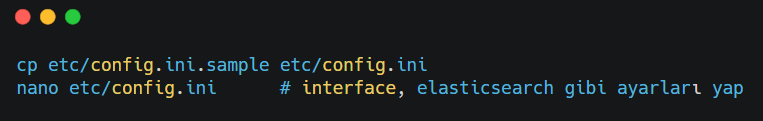 cp etc/config.ini.sample etc/config.ini
nano etc/config.ini      # interface, elasticsearch gibi ayarları yap